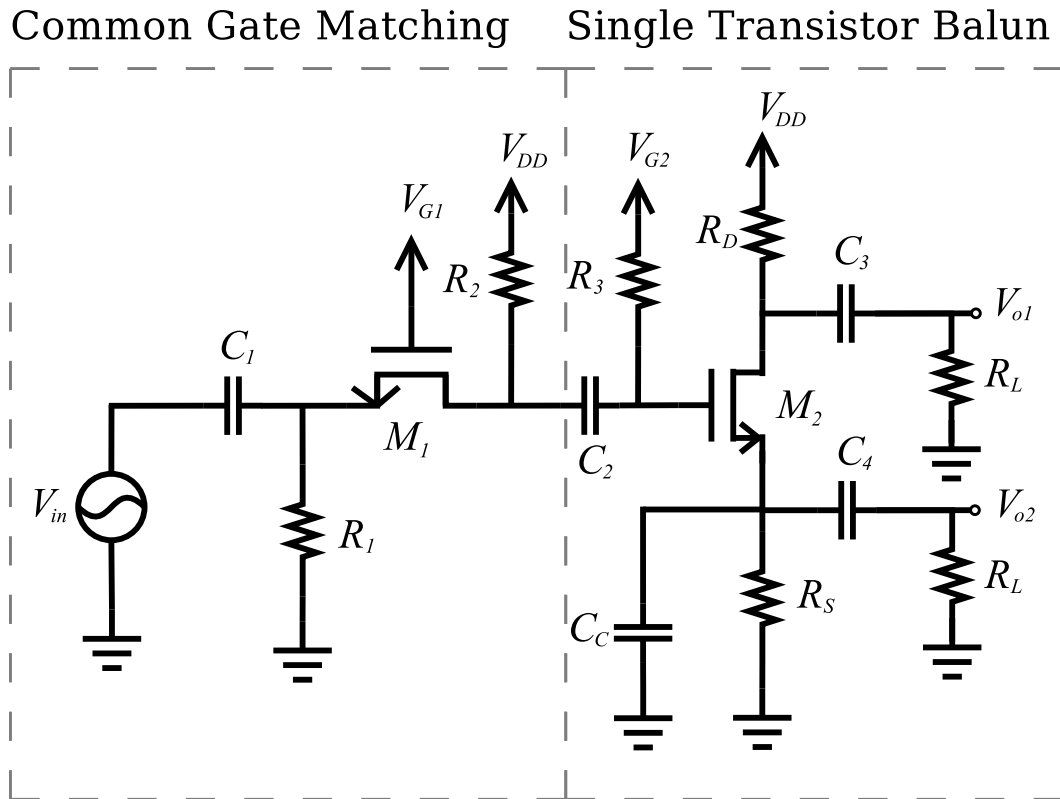 Common Gate Matching
Single Transistor Balun
V_DD
V_DD
V_G2
V_G1
R_D
C_3
R_2
R_3
V_o1
C_1
R_L
M_1
M_2
C_2
C_4
V_in
V_o2
R_1
R_L
R_S
C_C